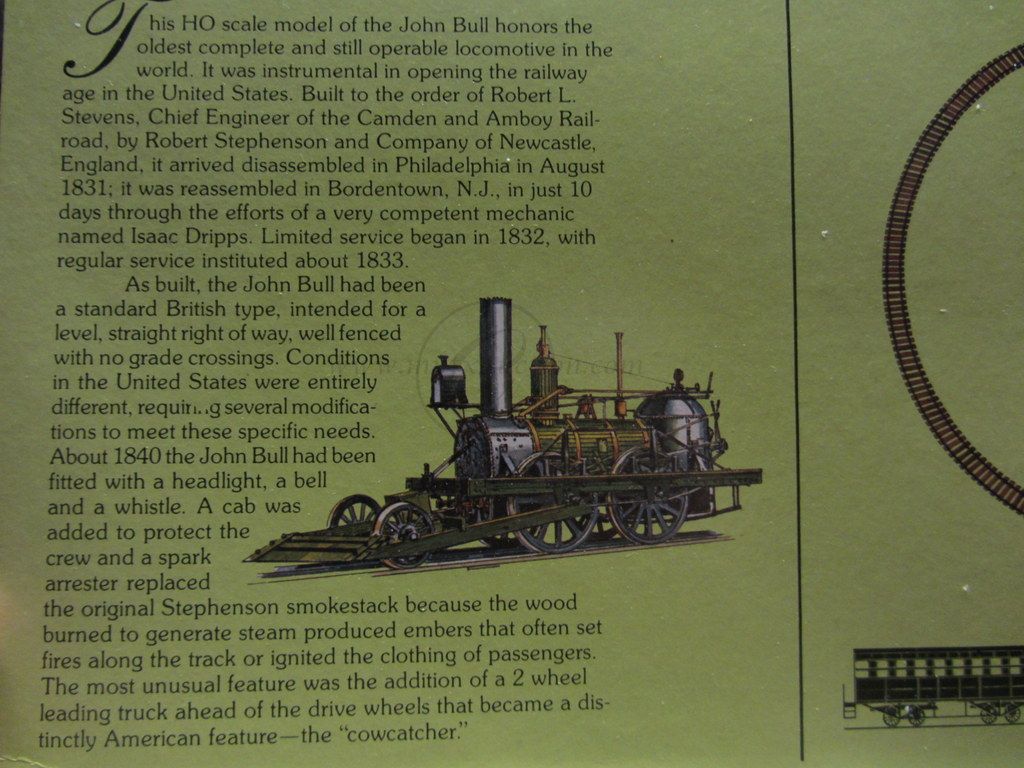 This HO scale model of the John Bull honors the
oldest complete and still operable locomotive in the
world. It was instrumental in opening the railway
age in the United States. Built to the order of Robert L.
Stevens, Chief Engineer of the Camden and Amboy Rail-
road, by Robert Stephenson and Company of Newcastle,
England, it arrived disassembled in Philadelphia in August
1831; it was reassembled in Bordentown, N.J., in just 10
days through the efforts of a very competent mechanic
named Isaac Dripps. Limited service began in 1832, with
regular service instituted about 1833.
As built, the John Bull had been
a standard British type, intended for a
level, straight right of way, well fenced
with no grade crossings. Conditions
in the United States were entirely
different, requiring several modifica-
tions to meet these specific needs.
About 1840 the John Bull had been
fitted with a headlight, a bell
and a whistle. A cab was
added to protect the
crew and a spark
arrester replaced
the original Stephenson smokestack because the wood
burned to generate steam produced embers that often set
fires along the track or ignited the clothing of passengers.
The most unusual feature was the addition of a 2 wheel
leading truck ahead of the drive wheels that became a dis-
tinctly American feature—the "cowcatcher."